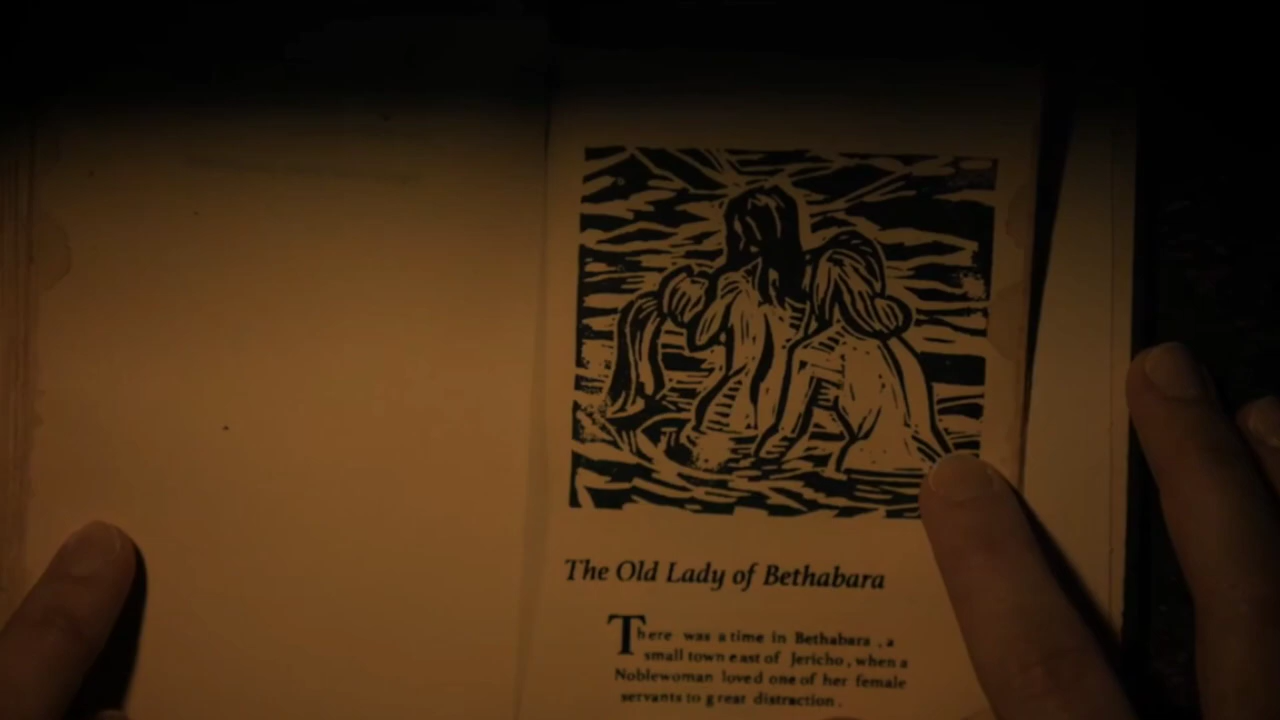 The Old Lady of Bethabara
There was a time in Bethabara , a
small town east of Jericho , when a
Noblewoman loved one of her female
servants to great distraction .